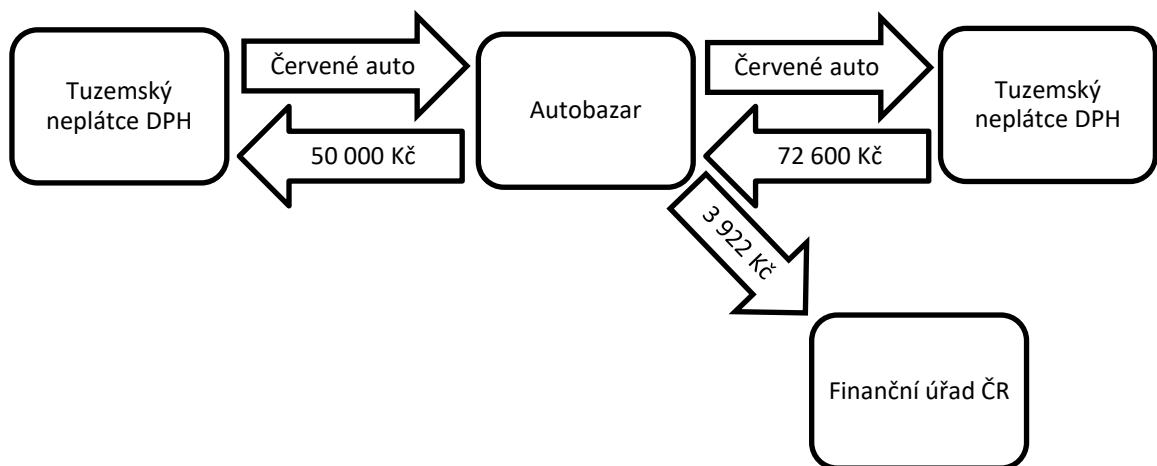 Tuzemský
neplátce DPH
Červené auto
50 000 Kč
Autobazar
Červené auto
72 600 Kč
Tuzemský
neplátce DPH
3 922 Kč
Finanční úřad ČR